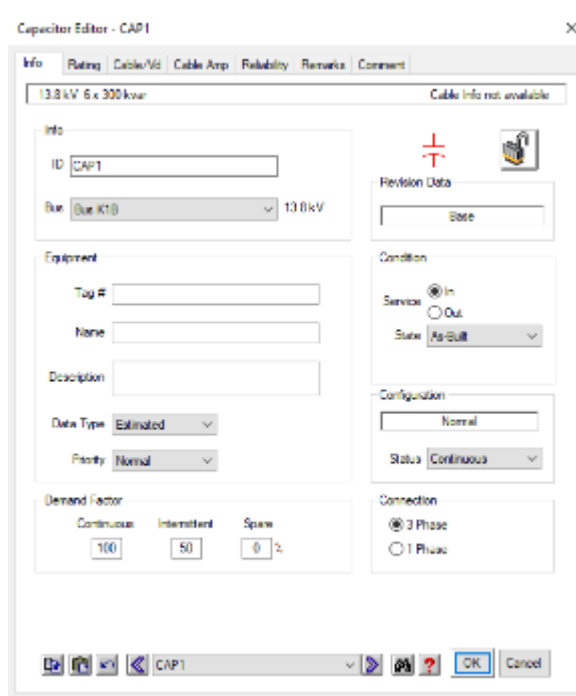 Capacitor Editor - CAP1
Info Rating Cable/Vd Cable Amp Reliability Remarks Comment
13.8 kV 6 x 300 kvar Cable Info not available
Info
ID CAP1
Bus Bus K1B 13.8 kV
Revision Data
Base
Equipment
Tag #
Name
Description
Data Type Estimated
Priority Normal
Condition
Service In
Out
State As-Built
Configuration
Normal
Status Continuous
Demand Factor
Continuous Intermittent Spare
100 50 0 %
Connection
3 Phase
1 Phase
CAP1 ? OK Cancel